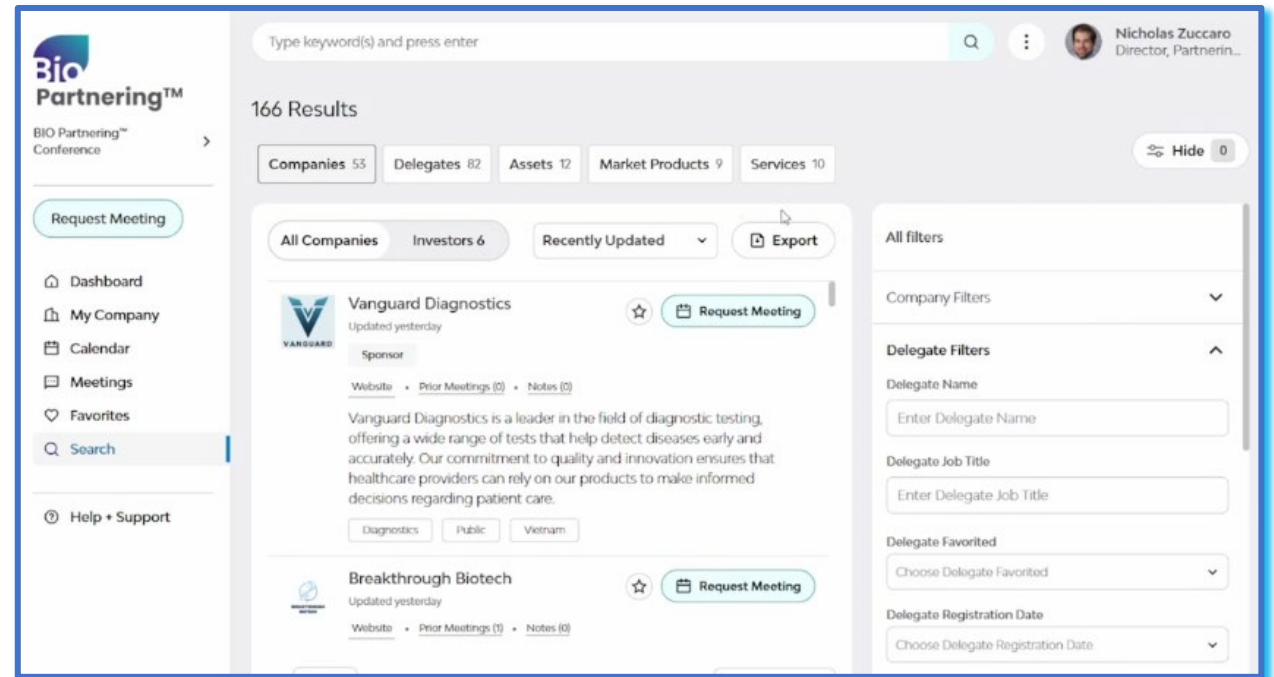 Bio
Partnering™
BIO Partnering™
Conference
Request Meeting
Dashboard
My Company
Calendar
Meetings
Favorites
Search
Help + Support
Type keyword(s) and press enter
Nicholas Zuccaro
Director, Partnerin...
166 Results
Companies 53
Delegates 82
Assets 12
Market Products 9
Services 10
Hide 0
All Companies
Investors 6
Recently Updated
Export
VANGUARD
Vanguard Diagnostics
Updated yesterday
Request Meeting
Sponsor
Website • Prior Meetings (0) • Notes (0)
Vanguard Diagnostics is a leader in the field of diagnostic testing,
offering a wide range of tests that help detect diseases early and
accurately. Our commitment to quality and innovation ensures that
healthcare providers can rely on our products to make informed
decisions regarding patient care.
Diagnostics
Public
Vietnam
BREAKTHROUGH
BIOTECH
Breakthrough Biotech
Updated yesterday
Request Meeting
Website • Prior Meetings (1) • Notes (0)
All filters
Company Filters
Delegate Filters
Delegate Name
Enter Delegate Name
Delegate Job Title
Enter Delegate Job Title
Delegate Favorited
Choose Delegate Favorited
Delegate Registration Date
Choose Delegate Registration Date